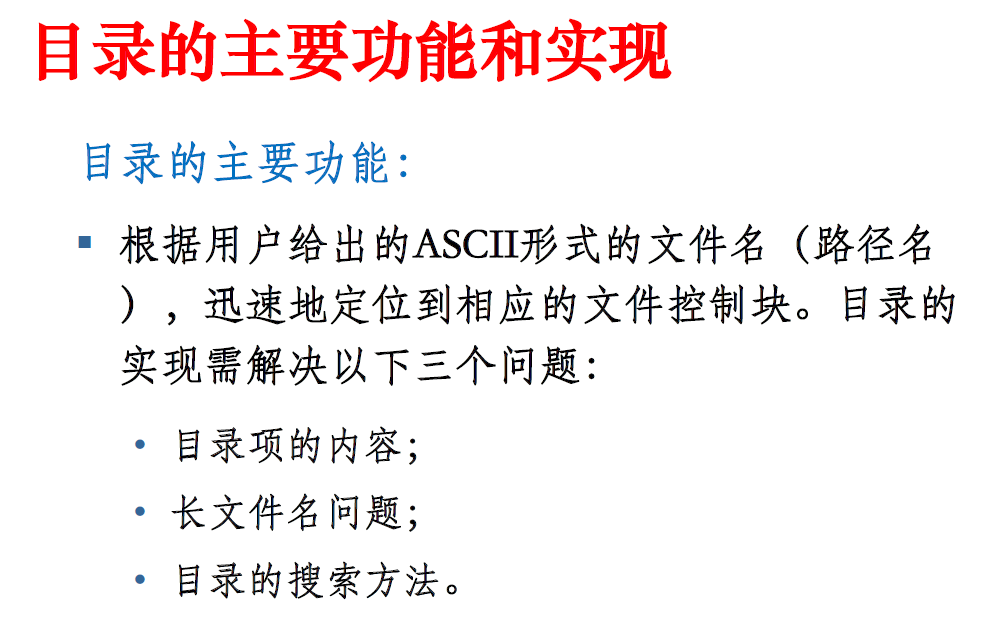 目录的主要功能和实现
目录的主要功能：
根据用户给出的ASCII形式的文件名（路径名
），迅速地定位到相应的文件控制块。目录的
实现需解决以下三个问题：
目录项的内容；
长文件名问题；
目录的搜索方法。